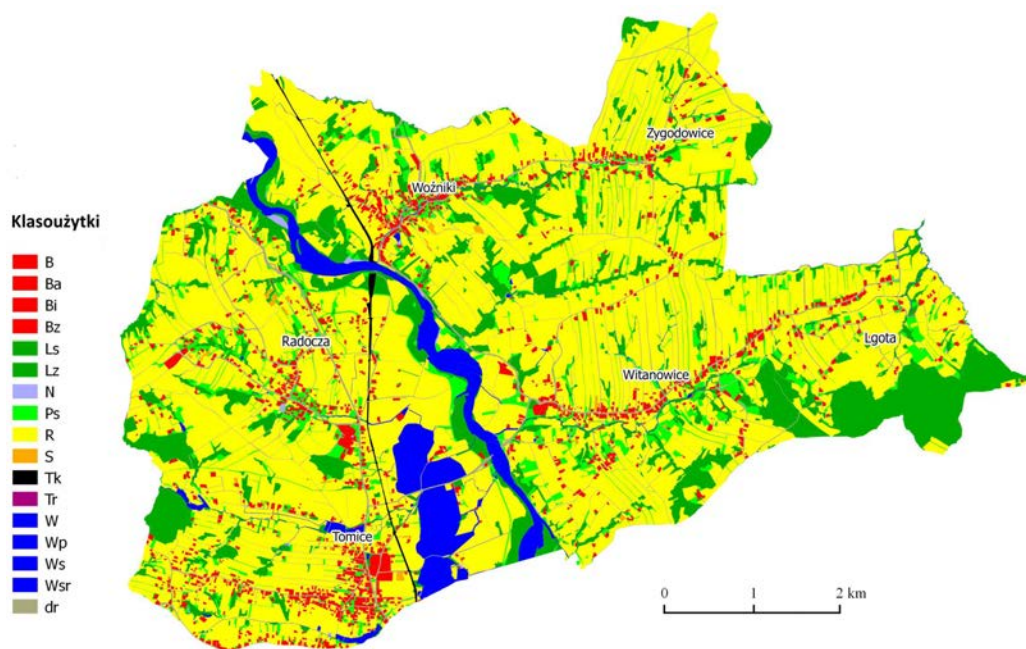 Zygodowice
Woźniki
Klasoużytki
B
Ba
Bi
Bz
Ls
Lz
N
Ps
R
S
Tk
Tr
W
Wp
Ws
Wsr
dr
Radocza
Lgota
Witanowice
Tomice
0 1 2 km